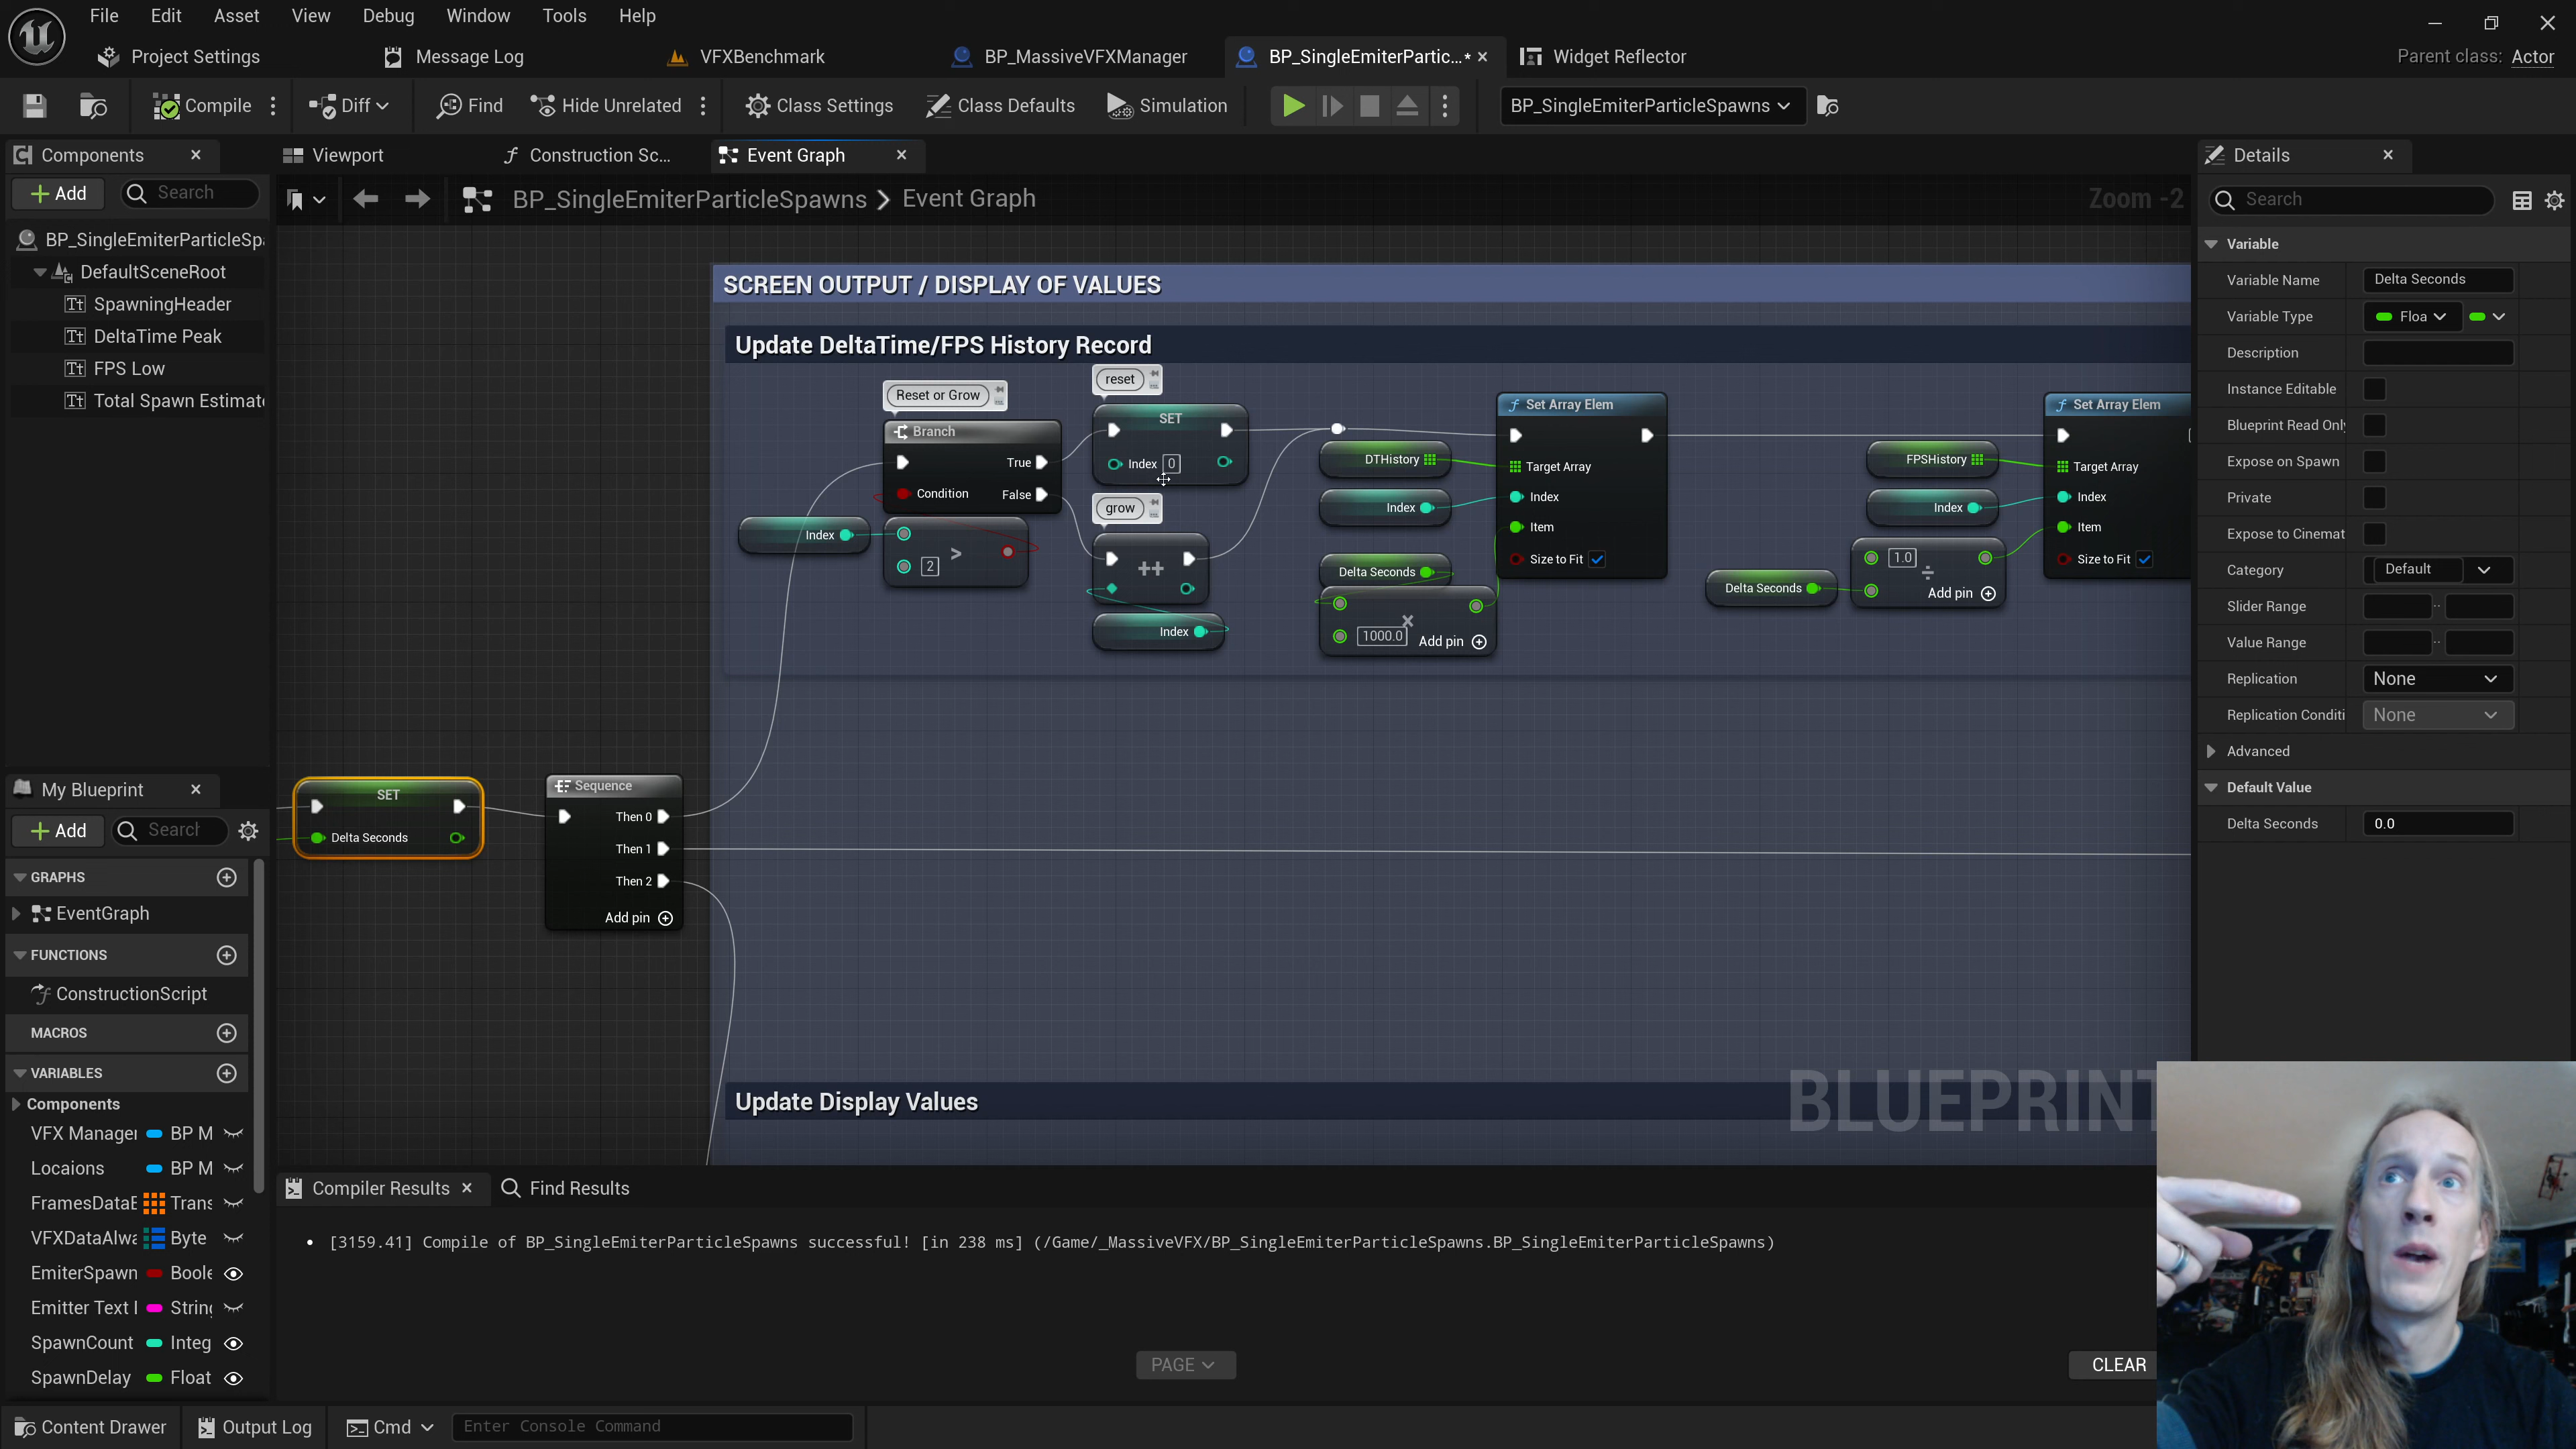 File Edit Asset View Debug Window Tools Help
Project Settings Message Log VFXBenchmark BP_MassiveVFXManager BP_SingleEmiterPartic...* Widget Reflector Parent class: Actor
Compile Diff Find Hide Unrelated Class Settings Class Defaults Simulation BP_SingleEmiterParticleSpawns
Components Viewport Construction Sc... Event Graph Details
Add Search
BP_SingleEmiterParticleSpawns Event Graph Zoom -2
Search
BP_SingleEmiterParticleSp
DefaultSceneRoot
SpawningHeader
DeltaTime Peak
FPS Low
Total Spawn Estimat
SCREEN OUTPUT / DISPLAY OF VALUES
Update DeltaTime/FPS History Record
Reset or Grow
reset
Branch
True
Condition False
SET
Index 0
grow
++
Index
Index
2 >
DTHistory
Index
Delta Seconds
1000.0 × Add pin
Set Array Elem
Target Array
Index
Item
Size to Fit
FPSHistory
Index
Delta Seconds
1.0 ÷
Add pin
Set Array Elem
Target Array
Index
Item
Size to Fit
SET
Delta Seconds
Sequence
Then 0
Then 1
Then 2
Add pin
Update Display Values
BLUEPRINT
Variable
Variable Name Delta Seconds
Variable Type Floa
Description
Instance Editable
Blueprint Read Only
Expose on Spawn
Private
Expose to Cinemat
Category Default
Slider Range
Value Range
Replication None
Replication Conditi None
Advanced
Default Value
Delta Seconds 0.0
My Blueprint
Add Search
GRAPHS
EventGraph
FUNCTIONS
ConstructionScript
MACROS
VARIABLES
Components
VFX Manager BP M
Locaions BP M
FramesDataE Trans
VFXDataAlwa Byte
EmiterSpawn Boole
Emitter Text I String
SpawnCount Integ
SpawnDelay Float
Compiler Results Find Results
[3159.41] Compile of BP_SingleEmiterParticleSpawns successful! [in 238 ms] (/Game/_MassiveVFX/BP_SingleEmiterParticleSpawns.BP_SingleEmiterParticleSpawns)
PAGE CLEAR
Content Drawer Output Log Cmd Enter Console Command